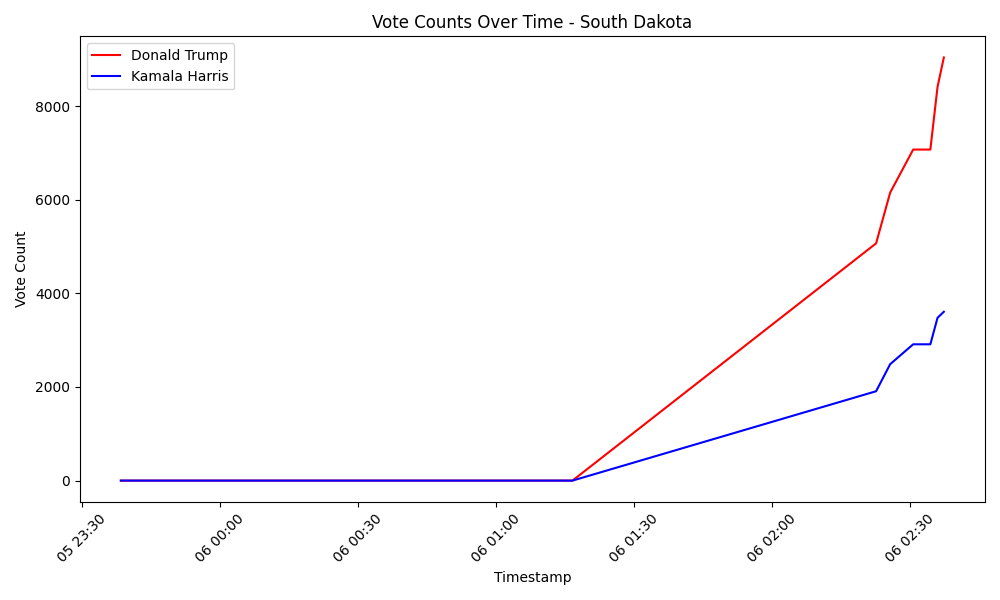 Vote Counts Over Time - South Dakota
Donald Trump
Kamala Harris
Vote Count
8000
6000
4000
2000
0
05 23:30
06 00:00
06 00:30
06 01:00
06 01:30
06 02:00
06 02:30
Timestamp